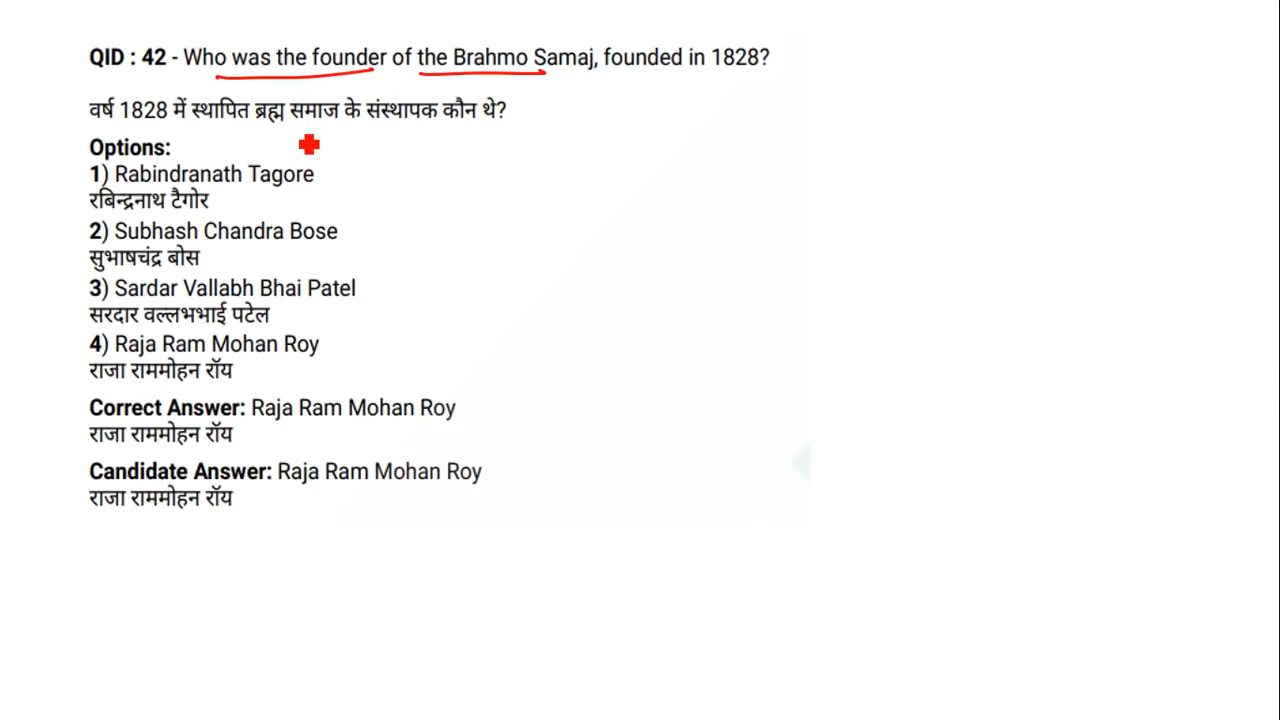 QID : 42 - Who was the founder of the Brahmo Samaj, founded in 1828?
वर्ष 1828 में स्थापित ब्रह्म समाज के संस्थापक कौन थे?
Options:
1) Rabindranath Tagore
रबिन्द्रनाथ टैगोर
2) Subhash Chandra Bose
सुभाषचंद्र बोस
3) Sardar Vallabh Bhai Patel
सरदार वल्लभभाई पटेल
4) Raja Ram Mohan Roy
राजा राममोहन रॉय
Correct Answer: Raja Ram Mohan Roy
राजा राममोहन रॉय
Candidate Answer: Raja Ram Mohan Roy
राजा राममोहन रॉय